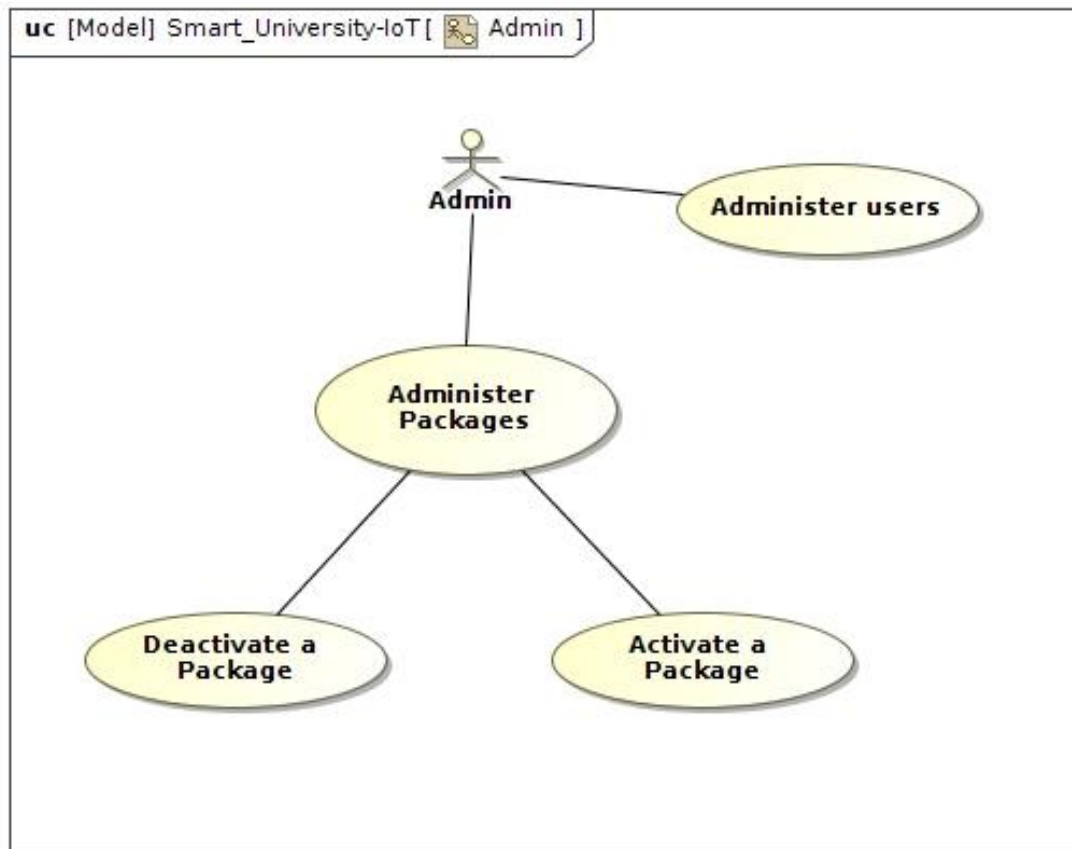 uc [Model] Smart_University-IoT [ Admin ]
Admin
Administer users
Administer
Packages
Deactivate a
Package
Activate a
Package